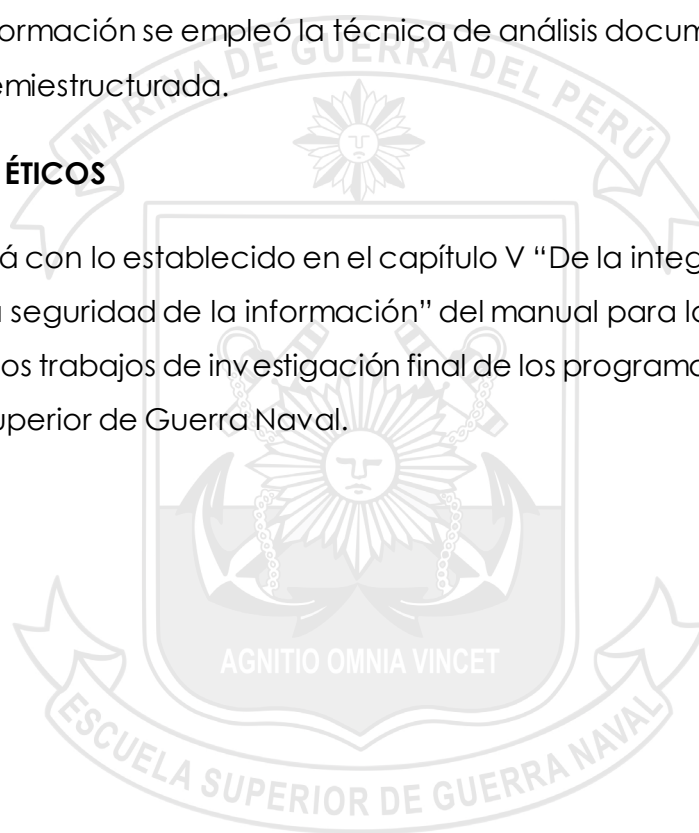 ormación se empleó la técnica de análisis docum
emiestructurada.
ÉTICOS
á con lo establecido en el capítulo V “De la integ
a seguridad de la información” del manual para la
os trabajos de investigación final de los programa
uperior de Guerra Naval.
MARINA DE GUERRA DEL PERÚ
AGNITIO OMNIA VINCET
ESCUELA SUPERIOR DE GUERRA NAVAL